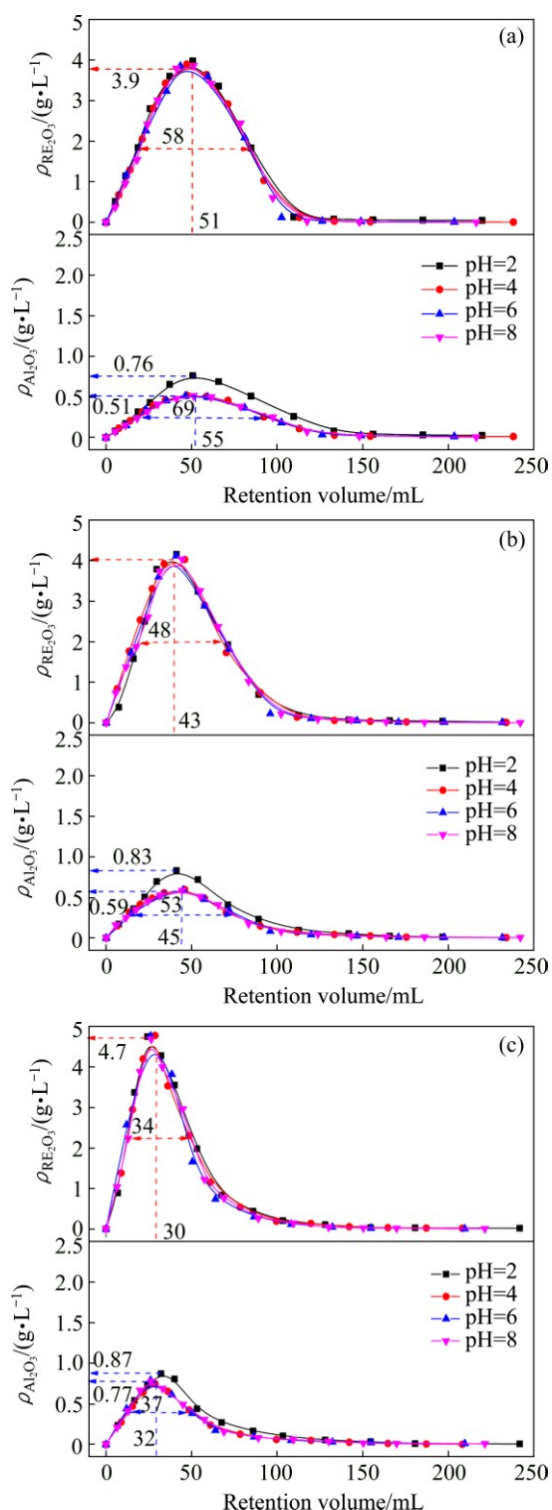 (a)
5
4
3
2
1
0
ρRE₂O₃/(g•L⁻¹)
3.9
58
51
2.5
2.0
1.5
1.0
0.5
0
ρAl₂O₃/(g•L⁻¹)
pH=2
pH=4
pH=6
pH=8
0.76
0.51
69
55
0 50 100 150 200 250
Retention volume/mL
(b)
5
4
3
2
1
0
ρRE₂O₃/(g•L⁻¹)
48
43
2.5
2.0
1.5
1.0
0.5
0
ρAl₂O₃/(g•L⁻¹)
pH=2
pH=4
pH=6
pH=8
0.83
0.59
53
45
0 50 100 150 200 250
Retention volume/mL
(c)
5
4
3
2
1
0
ρRE₂O₃/(g•L⁻¹)
4.7
34
30
2.5
2.0
1.5
1.0
0.5
0
ρAl₂O₃/(g•L⁻¹)
pH=2
pH=4
pH=6
pH=8
0.87
0.77
37
32
0 50 100 150 200 250
Retention volume/mL